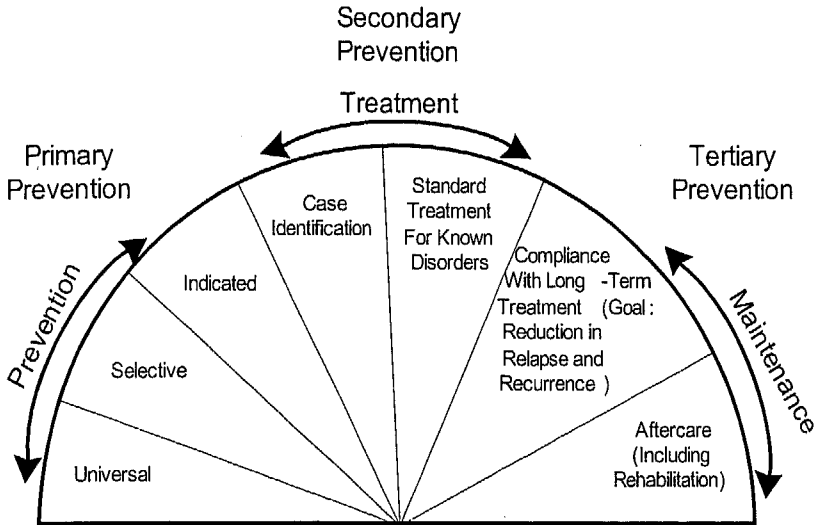 Secondary
Prevention
Treatment
Primary
Prevention
Tertiary
Prevention
Prevention
Maintenance
Universal
Selective
Indicated
Case
Identification
Standard
Treatment
For Known
Disorders
Compliance
With Long -Term
Treatment (Goal :
Reduction in
Relapse and
Recurrence )
Aftercare
(Including
Rehabilitation)